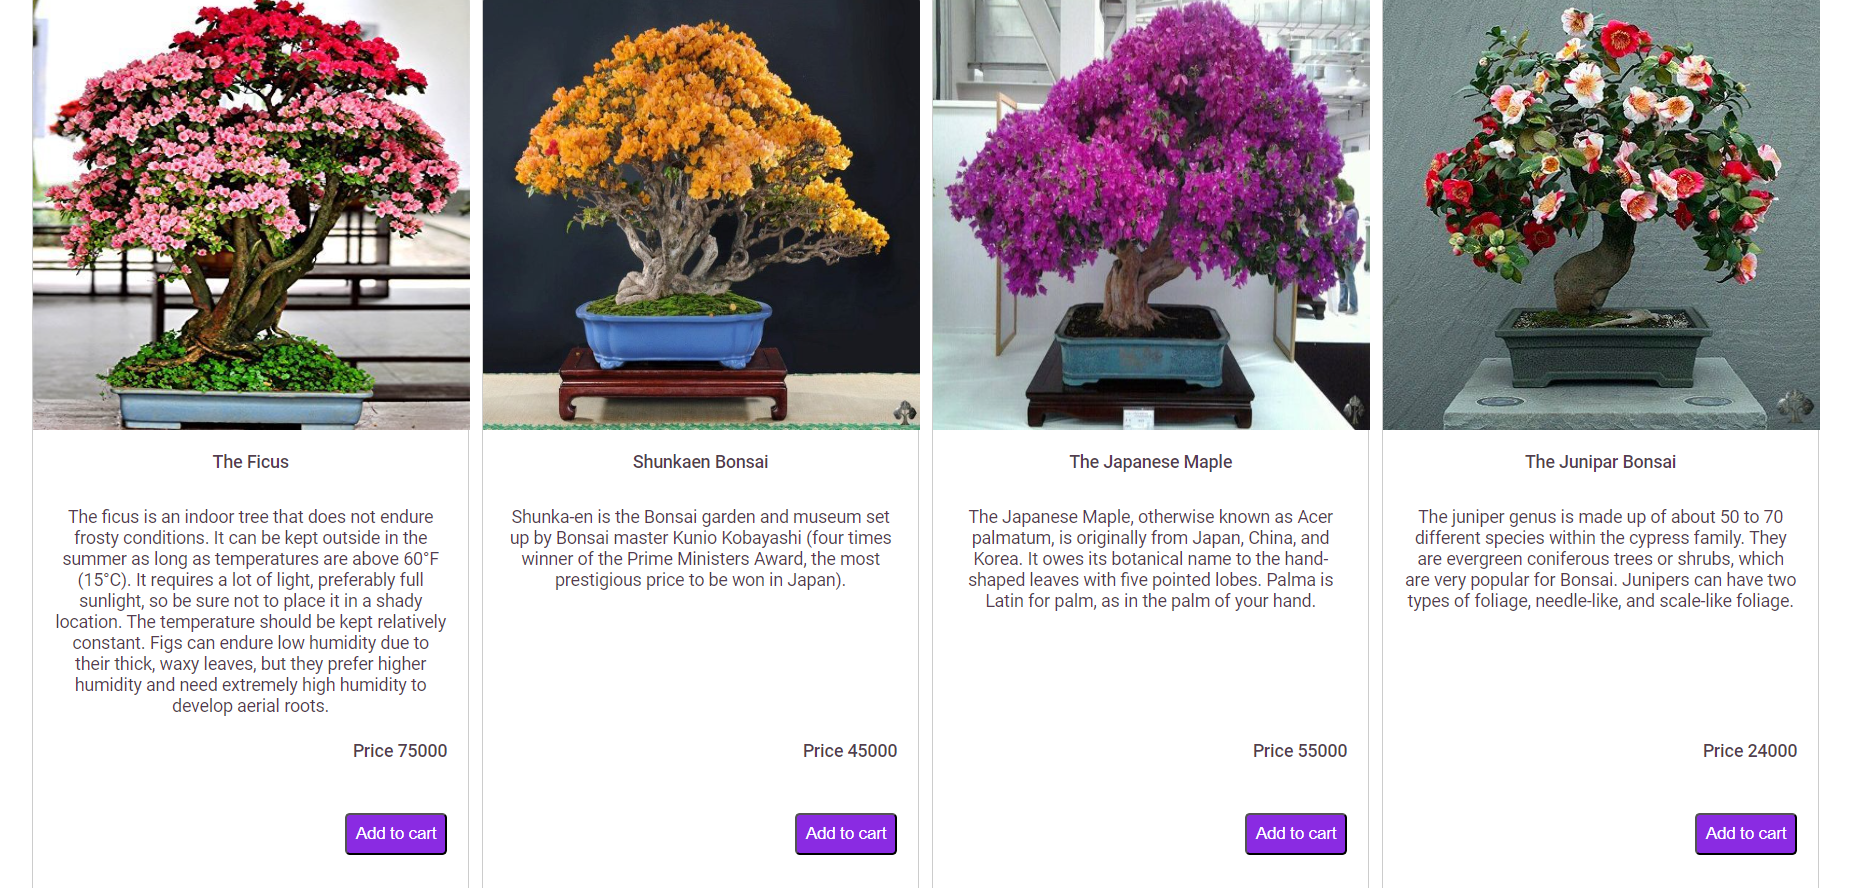 The Ficus
The ficus is an indoor tree that does not endure
frosty conditions. It can be kept outside in the
summer as long as temperatures are above 60°F
(15°C). It requires a lot of light, preferably full
sunlight, so be sure not to place it in a shady
location. The temperature should be kept relatively
constant. Figs can endure low humidity due to
their thick, waxy leaves, but they prefer higher
humidity and need extremely high humidity to
develop aerial roots.
Price 75000
Add to cart
Shunkaen Bonsai
Shunka-en is the Bonsai garden and museum set
up by Bonsai master Kunio Kobayashi (four times
winner of the Prime Ministers Award, the most
prestigious price to be won in Japan).
Price 45000
Add to cart
The Japanese Maple
The Japanese Maple, otherwise known as Acer
palmatum, is originally from Japan, China, and
Korea. It owes its botanical name to the hand-
shaped leaves with five pointed lobes. Palma is
Latin for palm, as in the palm of your hand.
Price 55000
Add to cart
The Junipar Bonsai
The juniper genus is made up of about 50 to 70
different species within the cypress family. They
are evergreen coniferous trees or shrubs, which
are very popular for Bonsai. Junipers can have two
types of foliage, needle-like, and scale-like foliage.
Price 24000
Add to cart